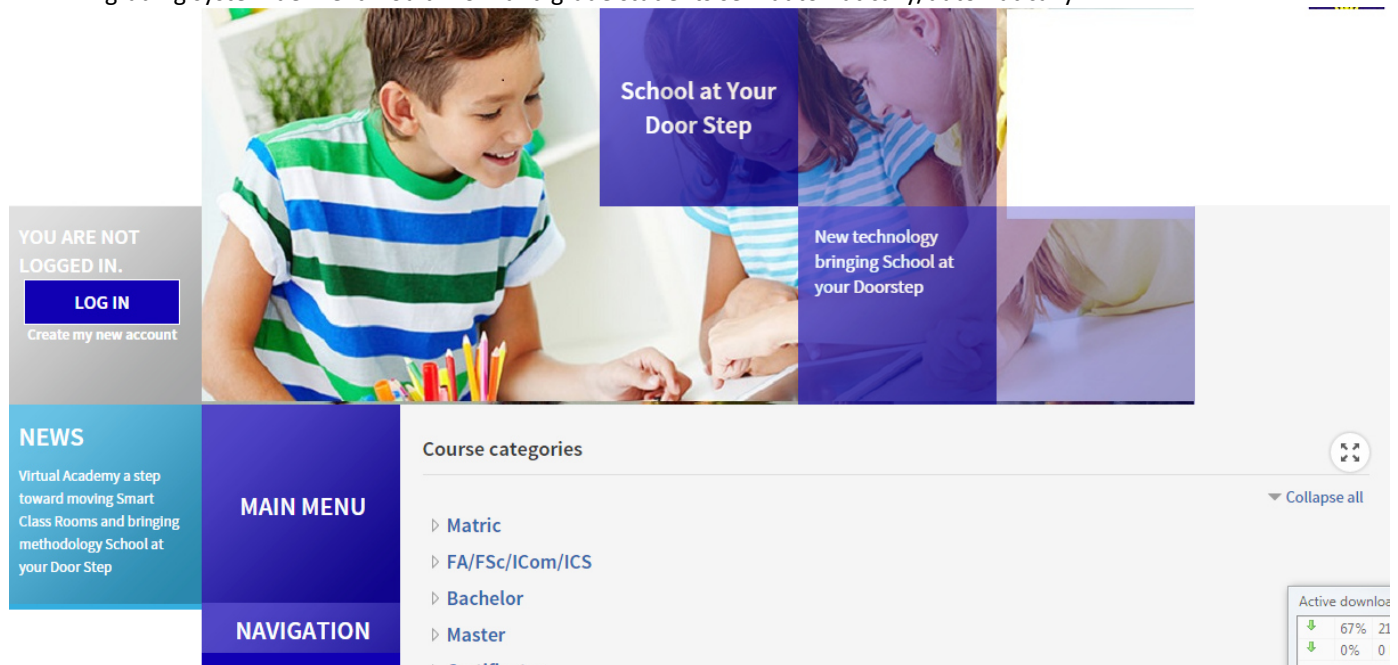 School at Your
Door Step
New technology
bringing School at
your Doorstep
YOU ARE NOT
LOGGED IN.
LOG IN
Create my new account
NEWS
Virtual Academy a step
toward moving Smart
Class Rooms and bringing
methodology School at
your Door Step
MAIN MENU
NAVIGATION
Course categories
Collapse all
Matric
FA/FSc/ICom/ICS
Bachelor
Master
Active downloa
67% 21
0% 0